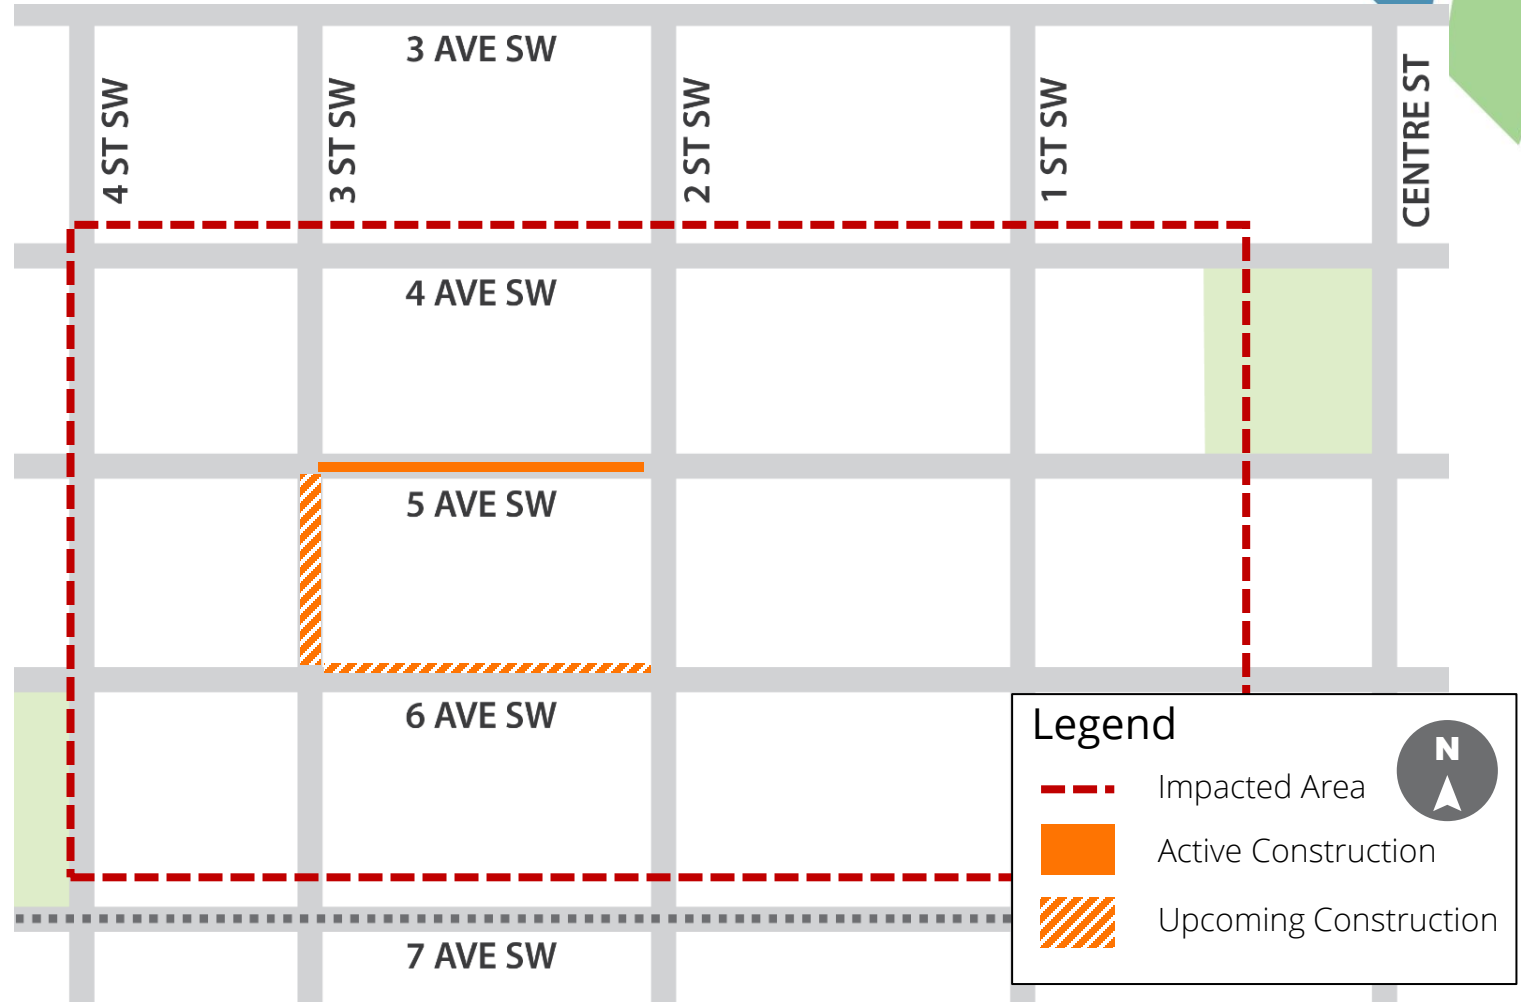 3 AVE SW
4 ST SW
3 ST SW
2 ST SW
1 ST SW
CENTRE ST
4 AVE SW
5 AVE SW
6 AVE SW
Legend
N
Impacted Area
Active Construction
Upcoming Construction
7 AVE SW